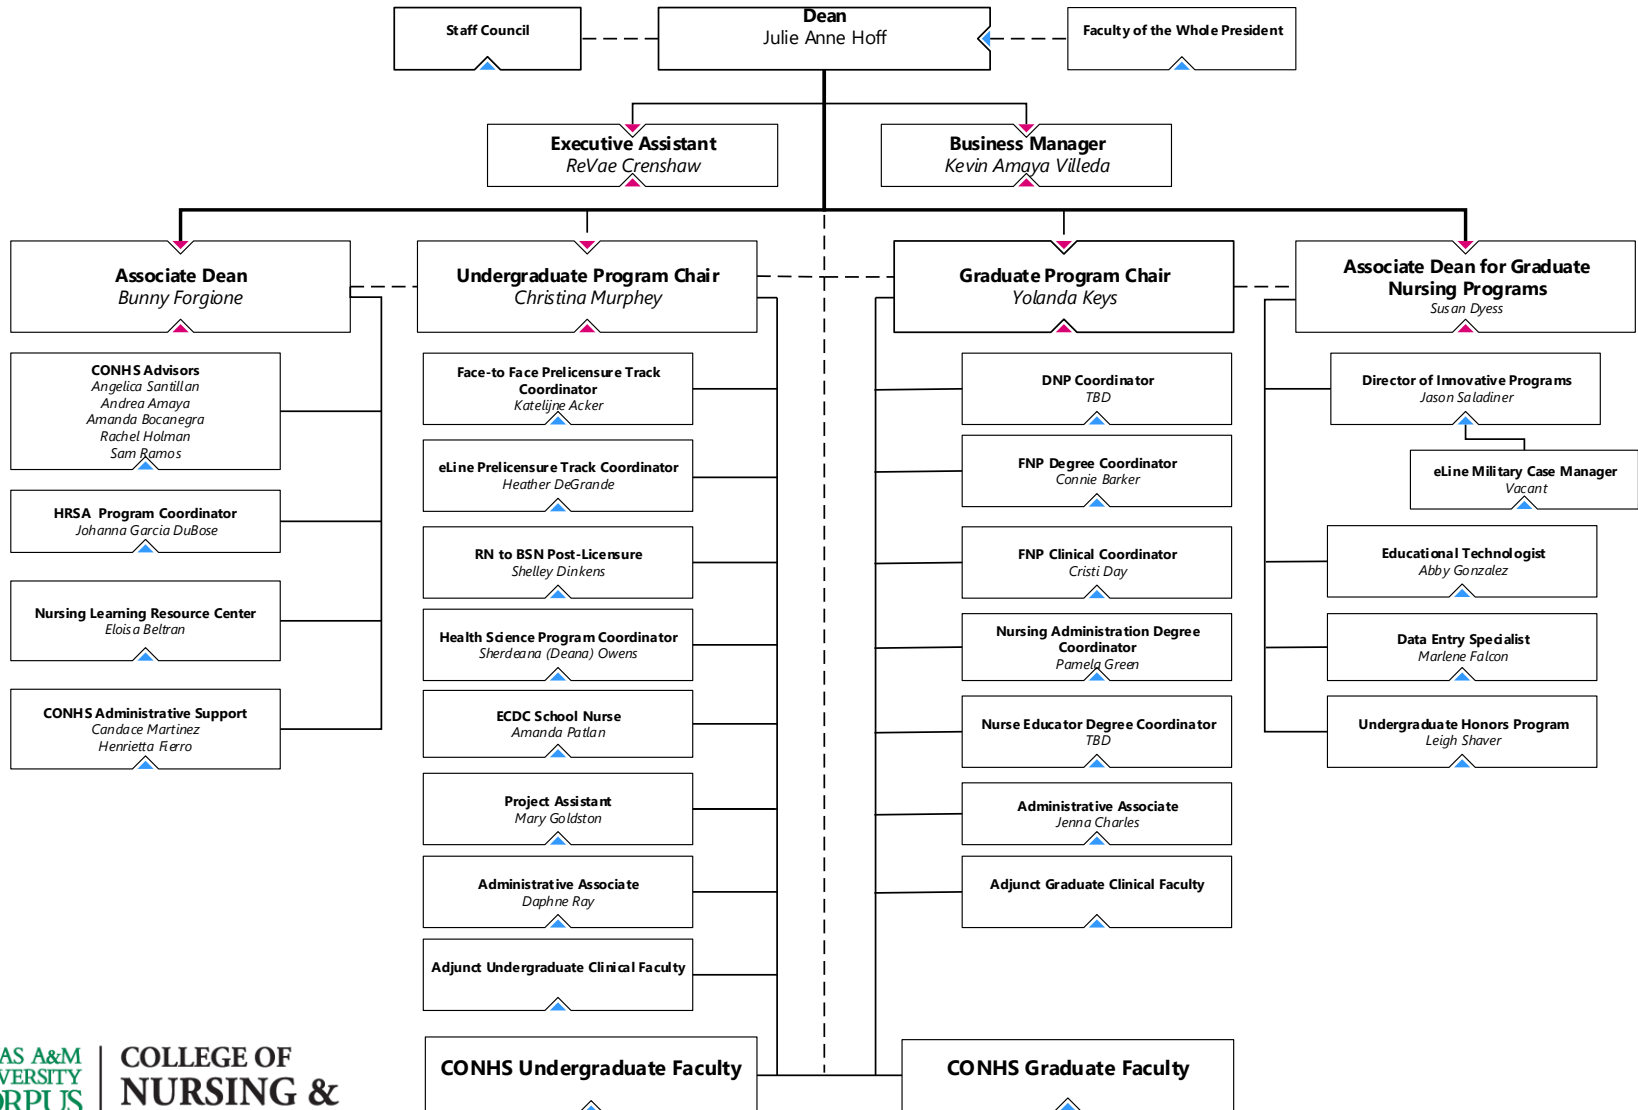 Staff Council
Dean
Julie Anne Hoff
Faculty of the Whole President
Executive Assistant
ReVae Crenshaw
Business Manager
Kevin Amaya Villeda
Associate Dean
Bunny Forgione
Undergraduate Program Chair
Christina Murphey
Graduate Program Chair
Yolanda Keys
Associate Dean for Graduate
Nursing Programs
Susan Dyess
CONHS Advisors
Angelica Santillan
Andrea Amaya
Amanda Bocanegra
Rachel Holman
Sam Ramos
HRSA Program Coordinator
Johanna Garcia DuBose
Nursing Learning Resource Center
Eloisa Beltran
CONHS Administrative Support
Candace Martinez
Henrietta Fierro
Face-to Face Prelicensure Track
Coordinator
Katelijne Acker
eLine Prelicensure Track Coordinator
Heather DeGrande
RN to BSN Post-Licensure
Shelley Dinkens
Health Science Program Coordinator
Sherdeana (Deana) Owens
ECDC School Nurse
Amanda Patlan
Project Assistant
Mary Goldston
Administrative Associate
Daphne Ray
Adjunct Undergraduate Clinical Faculty
DNP Coordinator
TBD
FNP Degree Coordinator
Connie Barker
FNP Clinical Coordinator
Cristi Day
Nursing Administration Degree
Coordinator
Pamela Green
Nurse Educator Degree Coordinator
TBD
Administrative Associate
Jenna Charles
Adjunct Graduate Clinical Faculty
Director of Innovative Programs
Jason Saladiner
eLine Military Case Manager
Vacant
Educational Technologist
Abby Gonzalez
Data Entry Specialist
Marlene Falcon
Undergraduate Honors Program
Leigh Shaver
CONHS Undergraduate Faculty
CONHS Graduate Faculty
AS A&M
VERSITY
ORPUS
COLLEGE OF
NURSING &